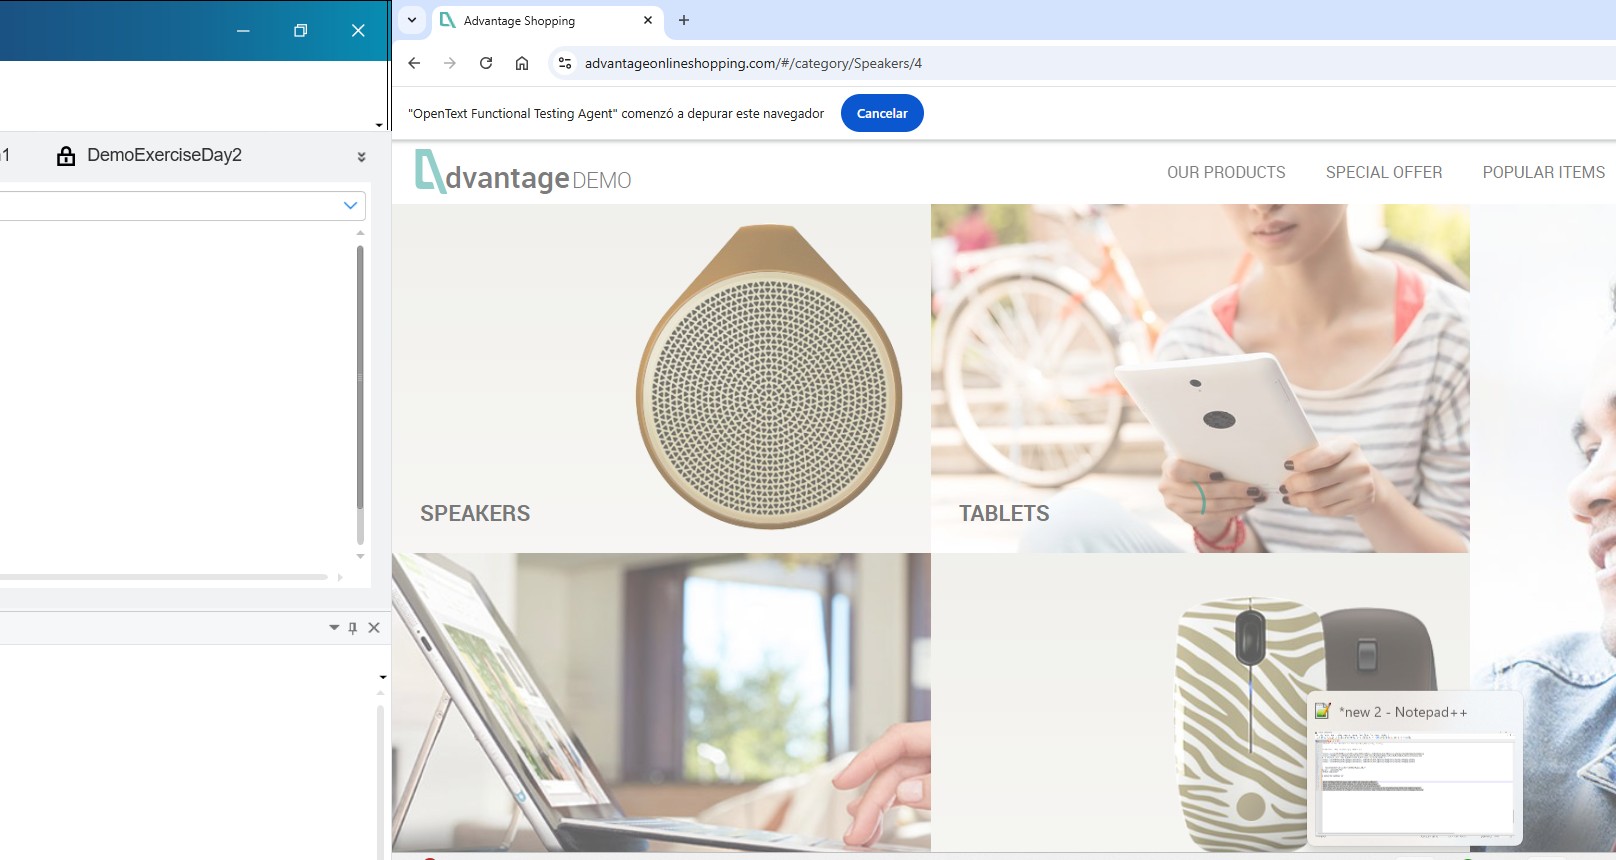 Advantage Shopping
advantageonlineshopping.com/#/category/Speakers/4
"OpenText Functional Testing Agent" comenzó a depurar este navegador
Cancelar
1
DemoExerciseDay2
dvantage DEMO
OUR PRODUCTS
SPECIAL OFFER
POPULAR ITEMS
SPEAKERS
TABLETS
*new 2 - Notepad++